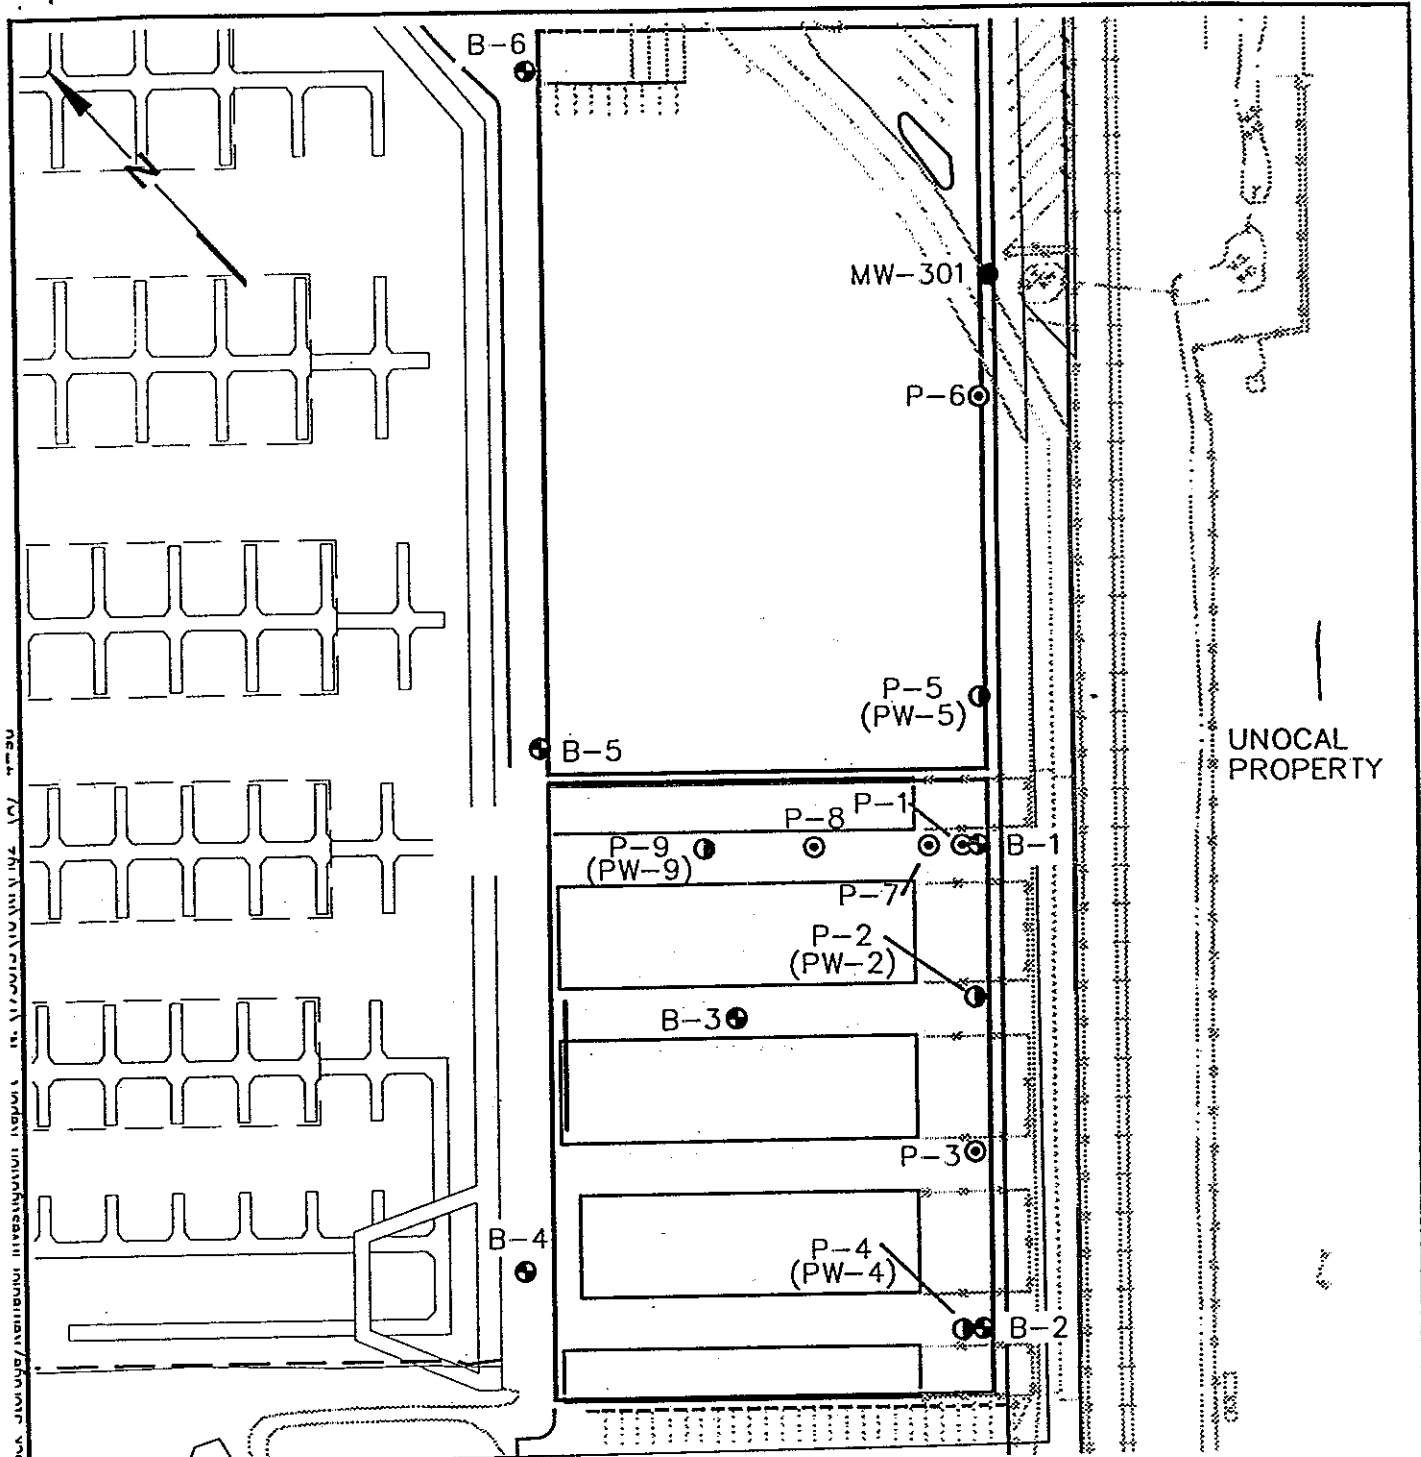 B-6
N
MW-301
P-6
P-5
(PW-5)
B-5
UNOCAL
PROPERTY
P-1
P-8
P-9
(PW-9)
B-1
P-7
P-2
(PW-2)
B-3
P-3
B-4
P-4
(PW-4)
B-2